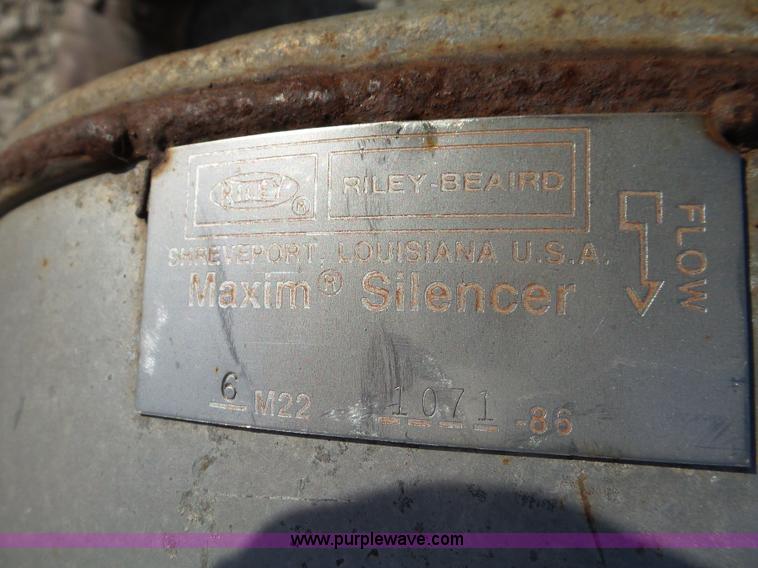 RILEY ® RILEY-BEAIRD
SHREVEPORT, LOUISIANA U.S.A.
Maxim® Silencer
FLOW
6 M22 1071 -86
www.purplewave.com